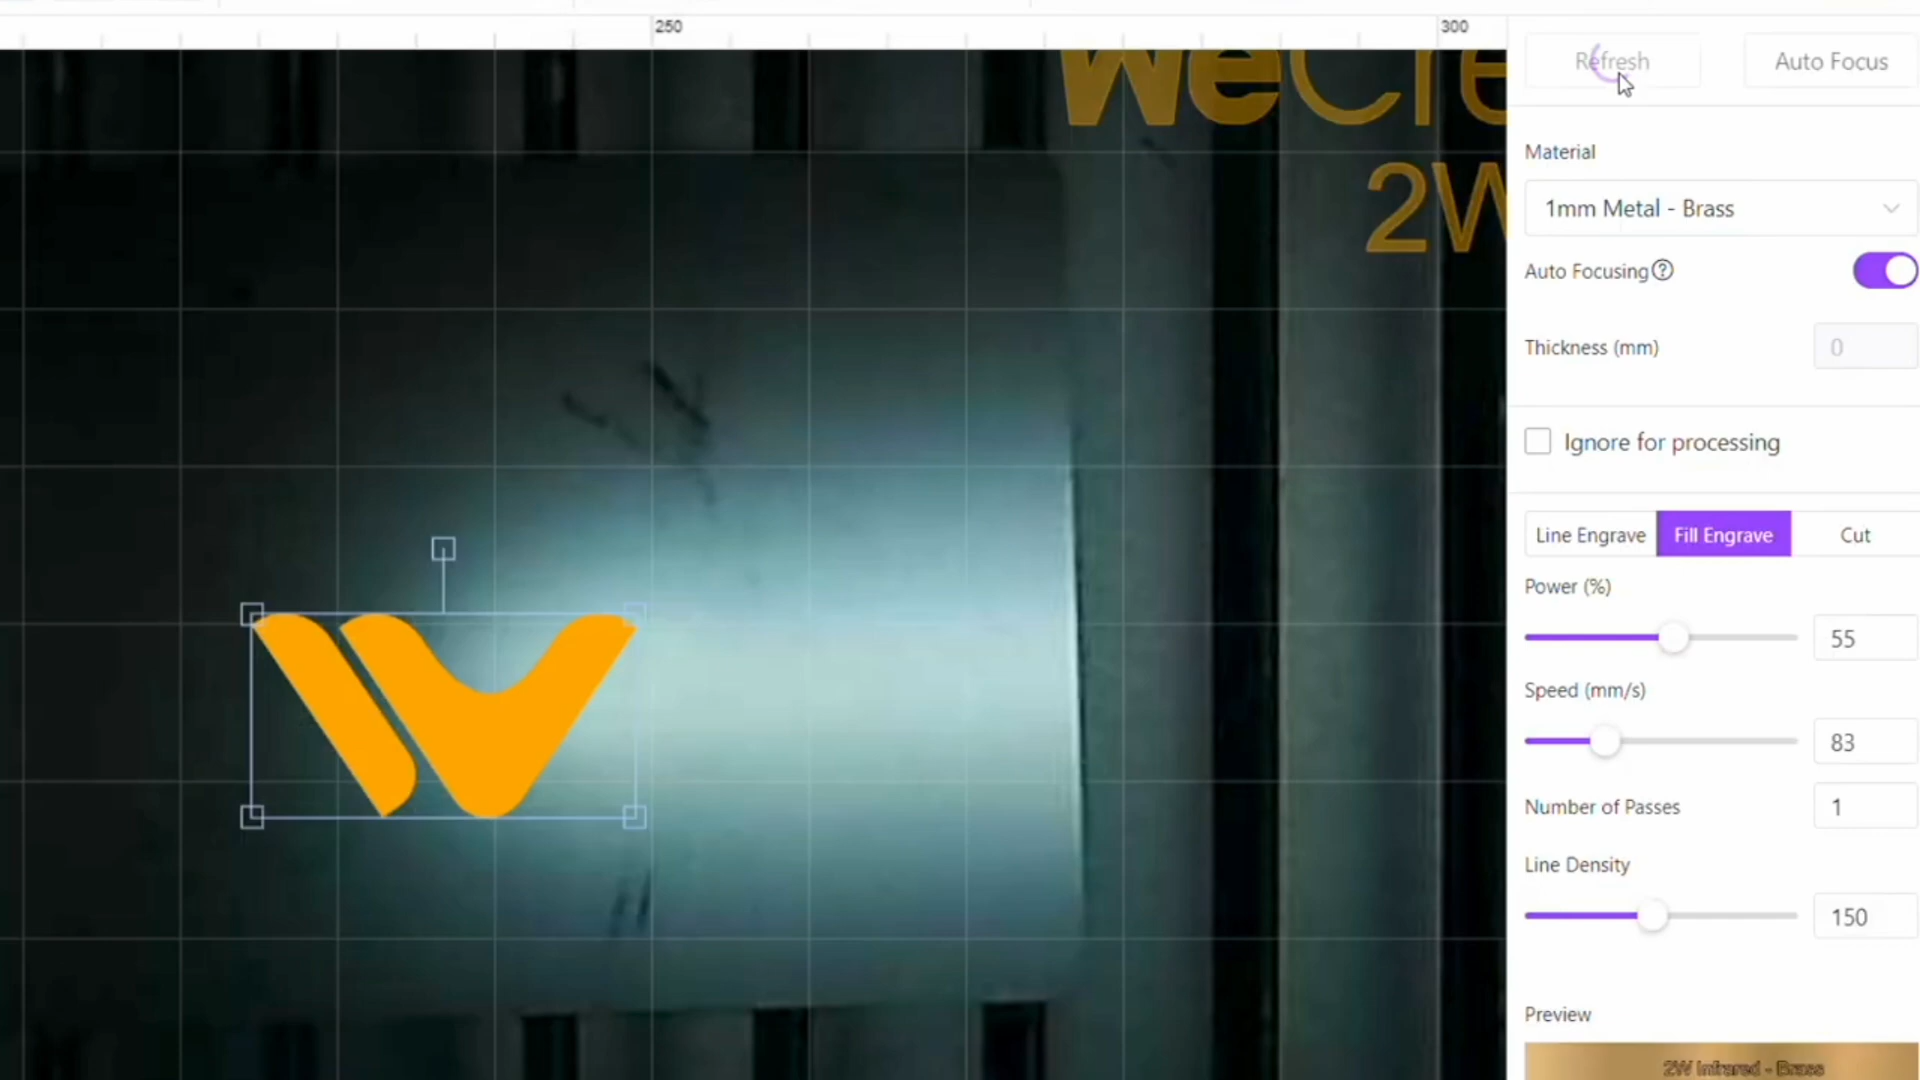 250
300
WeCre
2W
Refresh
Auto Focus
Material
1mm Metal - Brass
Auto Focusing
?
Thickness (mm)
0
Ignore for processing
Line Engrave
Fill Engrave
Cut
Power (%)
55
Speed (mm/s)
83
Number of Passes
1
Line Density
150
Preview
2W Infrared - Brass